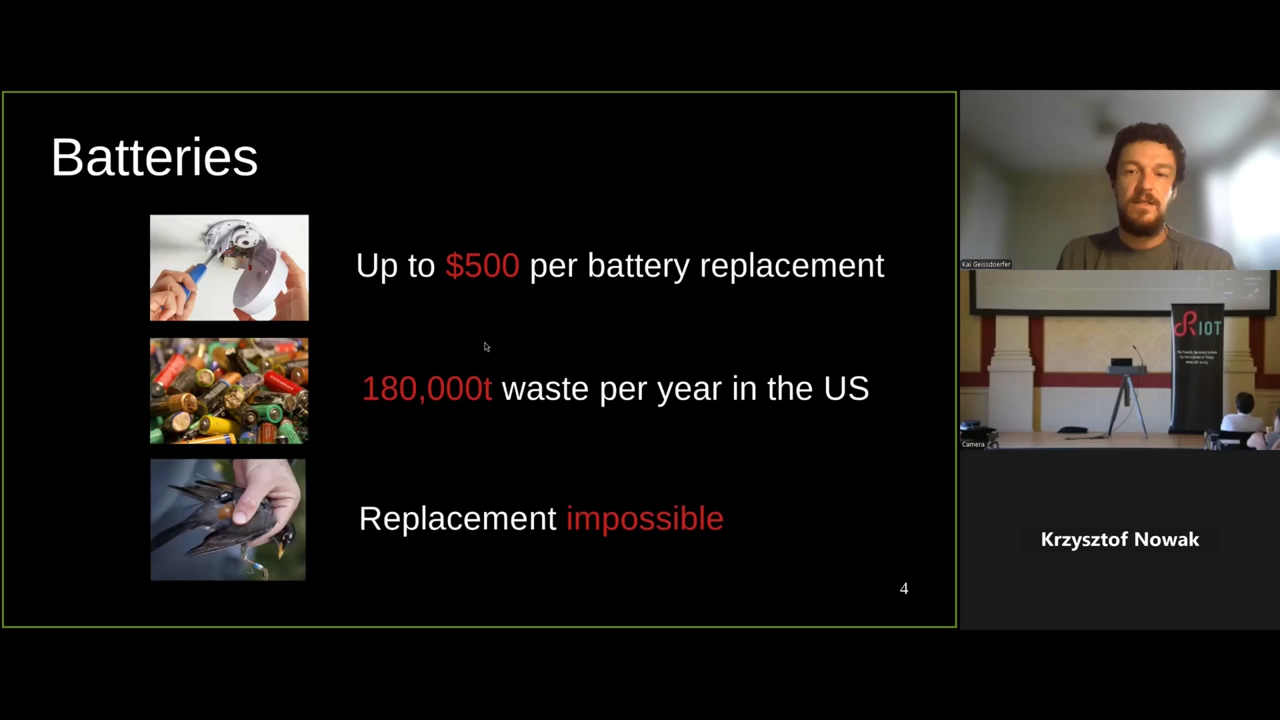 Batteries
Up to $500 per battery replacement
180,000t waste per year in the US
Replacement impossible
4
Kai Geissdoerfer
RIOT
Camera
Krzysztof Nowak